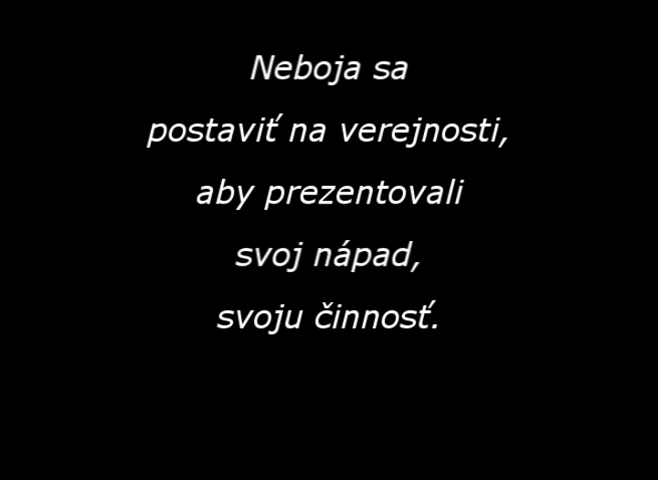 Neboja sa
postaviť na verejnosti,
aby prezentovali
svoj nápad,
svoju činnosť.